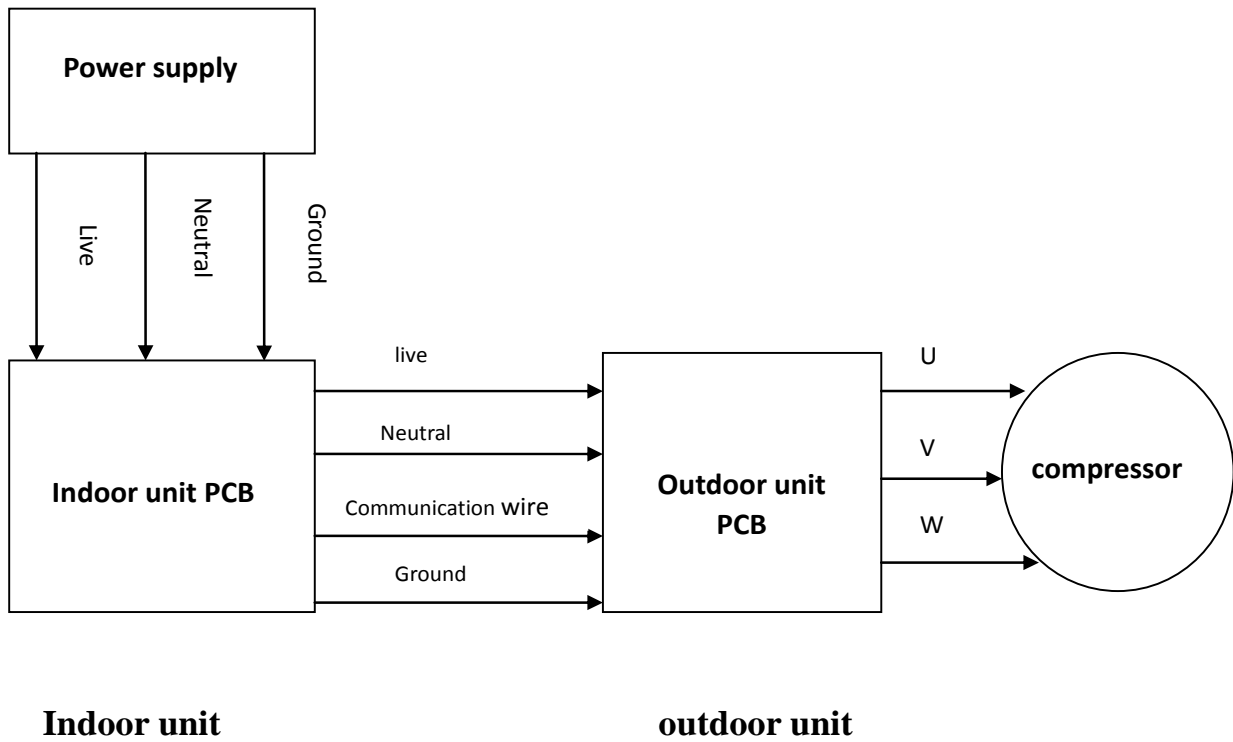 Power supply
Live
Neutral
Ground
Indoor unit PCB
live
Neutral
Communication wire
Ground
Outdoor unit
PCB
U
V
W
compressor
Indoor unit
outdoor unit